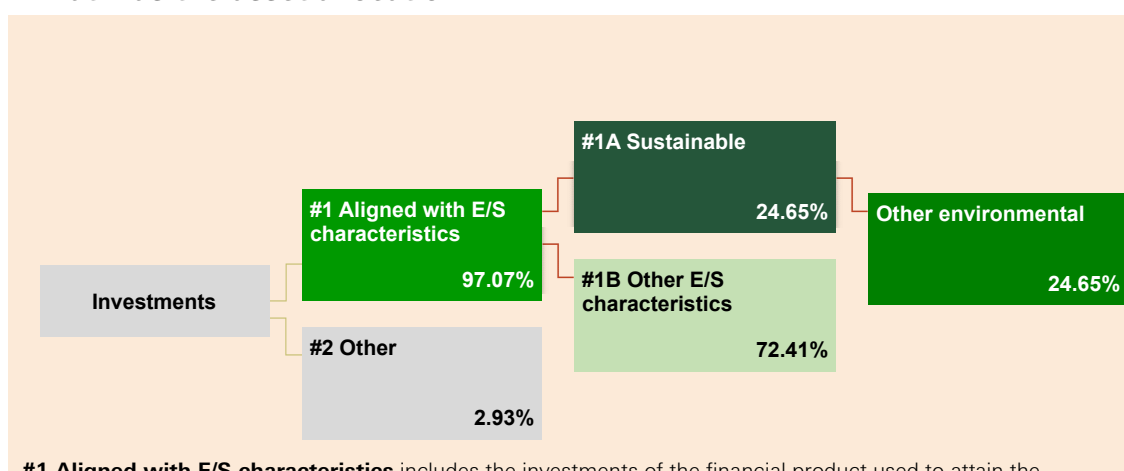 #1A Sustainable
24.65%
#1 Aligned with E/S
characteristics
97.07%
Other environmental
24.65%
Investments
#1B Other E/S
characteristics
72.41%
#2 Other
2.93%
#1 Aligned with E/S characteristics includes the investments of the financial product used to attain the